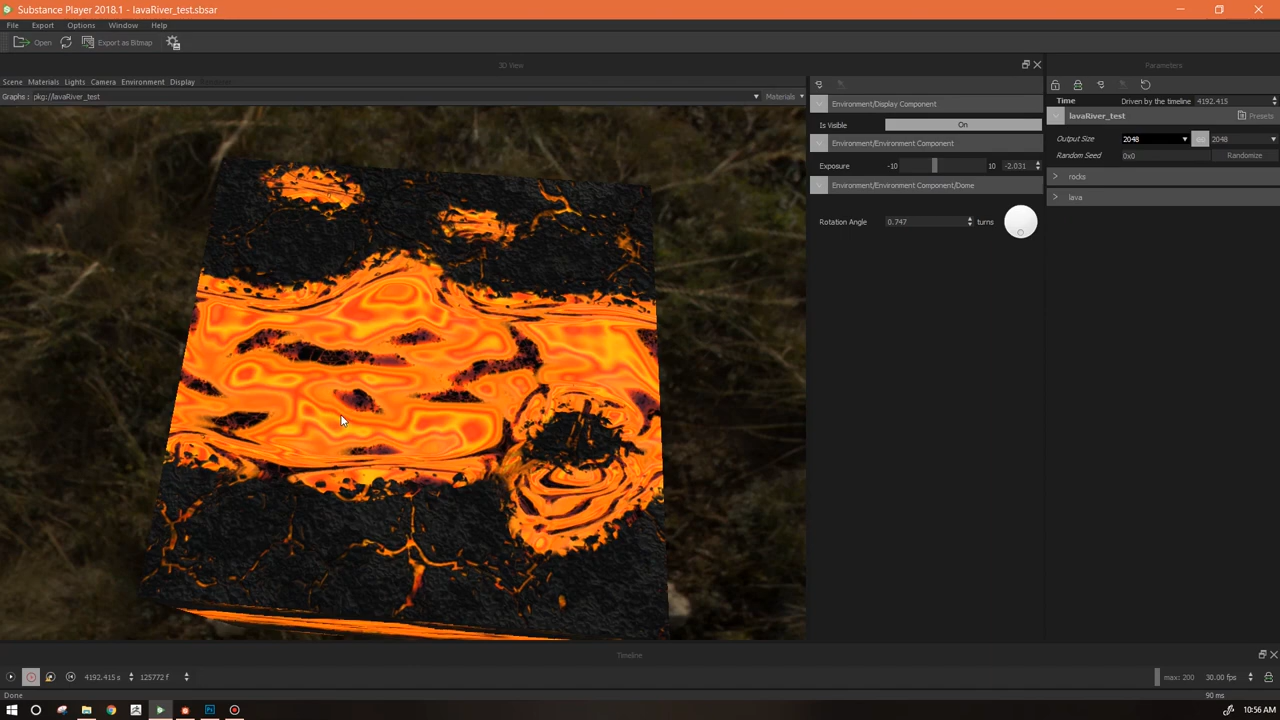 Substance Player 2018.1 - lavaRiver_test.sbsar
File Export Options Window Help
Open Export as Bitmap
3D View
Parameters
Scene Materials Lights Camera Environment Display
Graphs : pkg://lavaRiver_test Materials
Environment/Display Component
Is Visible On
Environment/Environment Component
Exposure -10 10 -2.031
Environment/Environment Component/Dome
Rotation Angle 0.747 turns
Time Driven by the timeline 4192.415
lavaRiver_test Presets
Output Size 2048 2048
Random Seed 0x0 Randomize
rocks
lava
Timeline
4192.415 s 125772 f max: 200 30.00 fps
Done 90 ms
10:56 AM